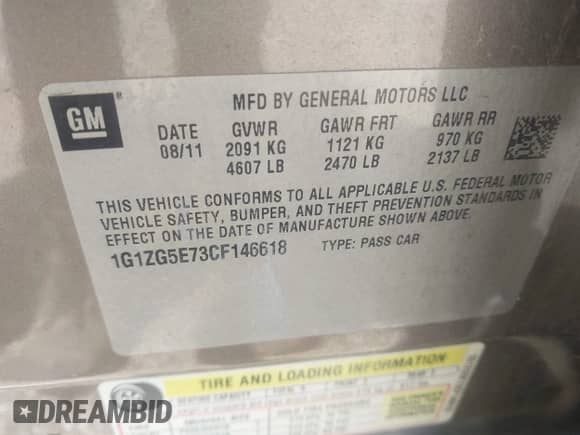 GM
MFD BY GENERAL MOTORS LLC
DATE GVWR GAWR FRT GAWR RR
08/11 2091 KG 1121 KG 970 KG
4607 LB 2470 LB 2137 LB
THIS VEHICLE CONFORMS TO ALL APPLICABLE U.S. FEDERAL MOTOR
VEHICLE SAFETY, BUMPER, AND THEFT PREVENTION STANDARDS IN
EFFECT ON THE DATE OF MANUFACTURE SHOWN ABOVE.
1G1ZG5E73CF146618 TYPE: PASS CAR
TIRE AND LOADING INFORMATION
SEATING CAPACITY
DREAMBID